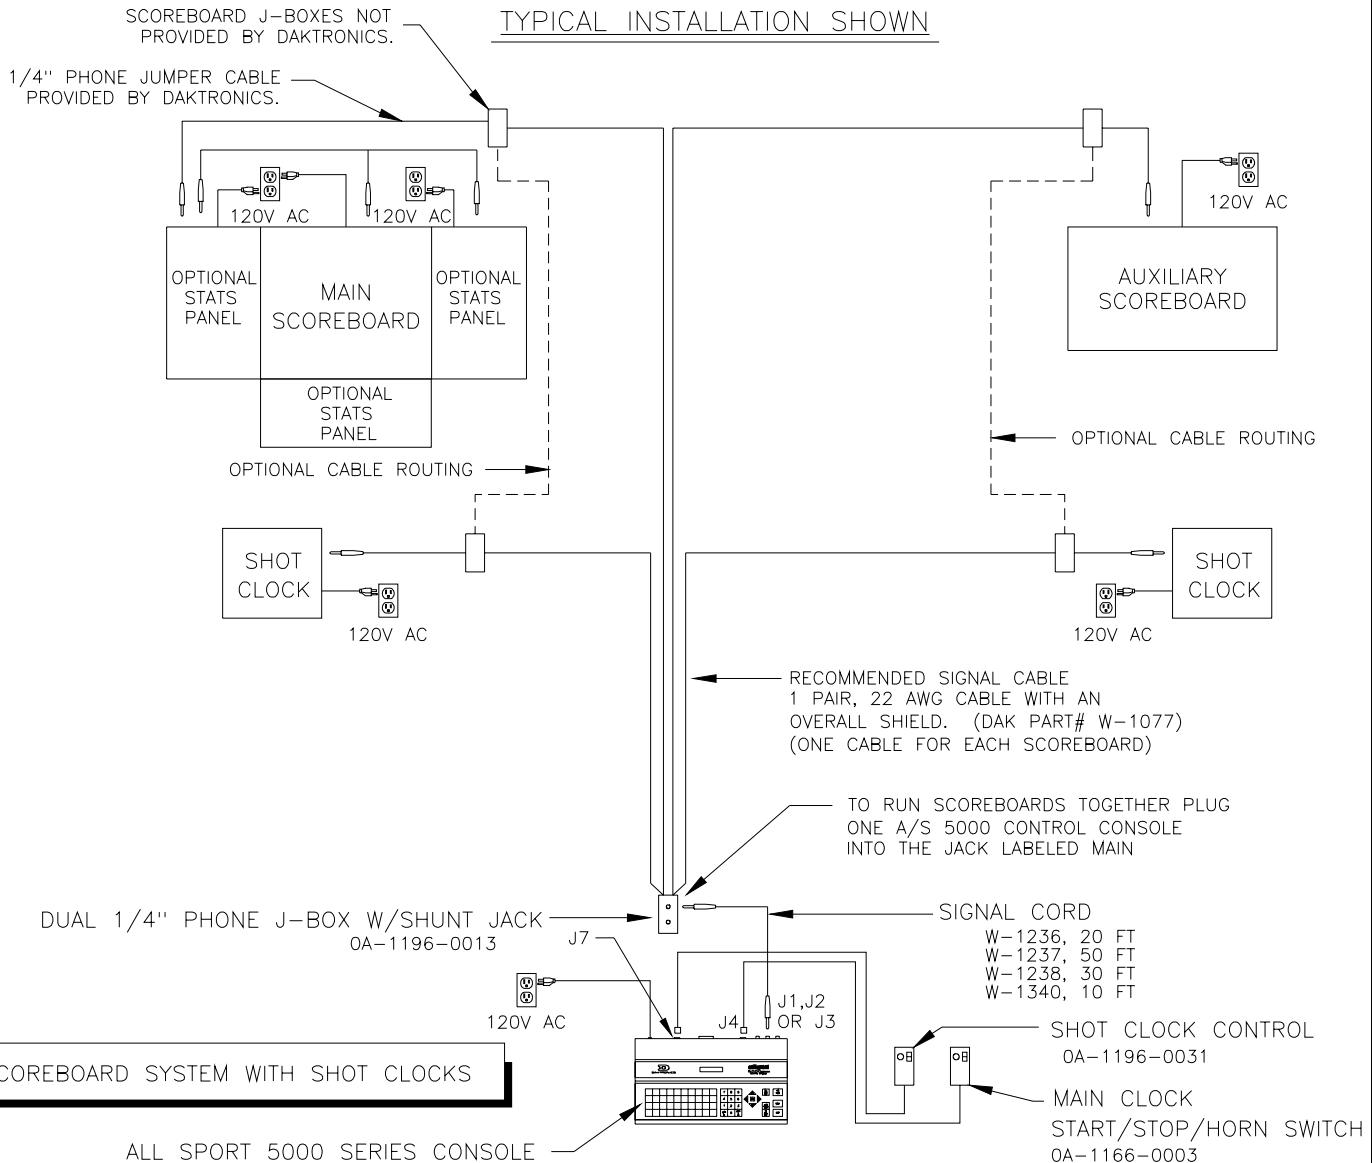 SCOREBOARD J-BOXES NOT
PROVIDED BY DAKTRONICS.
TYPICAL INSTALLATION SHOWN
1/4" PHONE JUMPER CABLE
PROVIDED BY DAKTRONICS.
120V AC
120V AC
120V AC
OPTIONAL
STATS
PANEL
MAIN
SCOREBOARD
OPTIONAL
STATS
PANEL
AUXILIARY
SCOREBOARD
OPTIONAL
STATS
PANEL
OPTIONAL CABLE ROUTING
OPTIONAL CABLE ROUTING
SHOT
CLOCK
120V AC
SHOT
CLOCK
120V AC
RECOMMENDED SIGNAL CABLE
1 PAIR, 22 AWG CABLE WITH AN
OVERALL SHIELD. (DAK PART# W-1077)
(ONE CABLE FOR EACH SCOREBOARD)
TO RUN SCOREBOARDS TOGETHER PLUG
ONE A/S 5000 CONTROL CONSOLE
INTO THE JACK LABELED MAIN
DUAL 1/4" PHONE J-BOX W/SHUNT JACK
0A-1196-0013
J7
SIGNAL CORD
W-1236, 20 FT
W-1237, 50 FT
W-1238, 30 FT
W-1340, 10 FT
120V AC
J4
J1,J2
OR J3
SHOT CLOCK CONTROL
0A-1196-0031
COREBOARD SYSTEM WITH SHOT CLOCKS
MAIN CLOCK
START/STOP/HORN SWITCH
0A-1166-0003
ALL SPORT 5000 SERIES CONSOLE